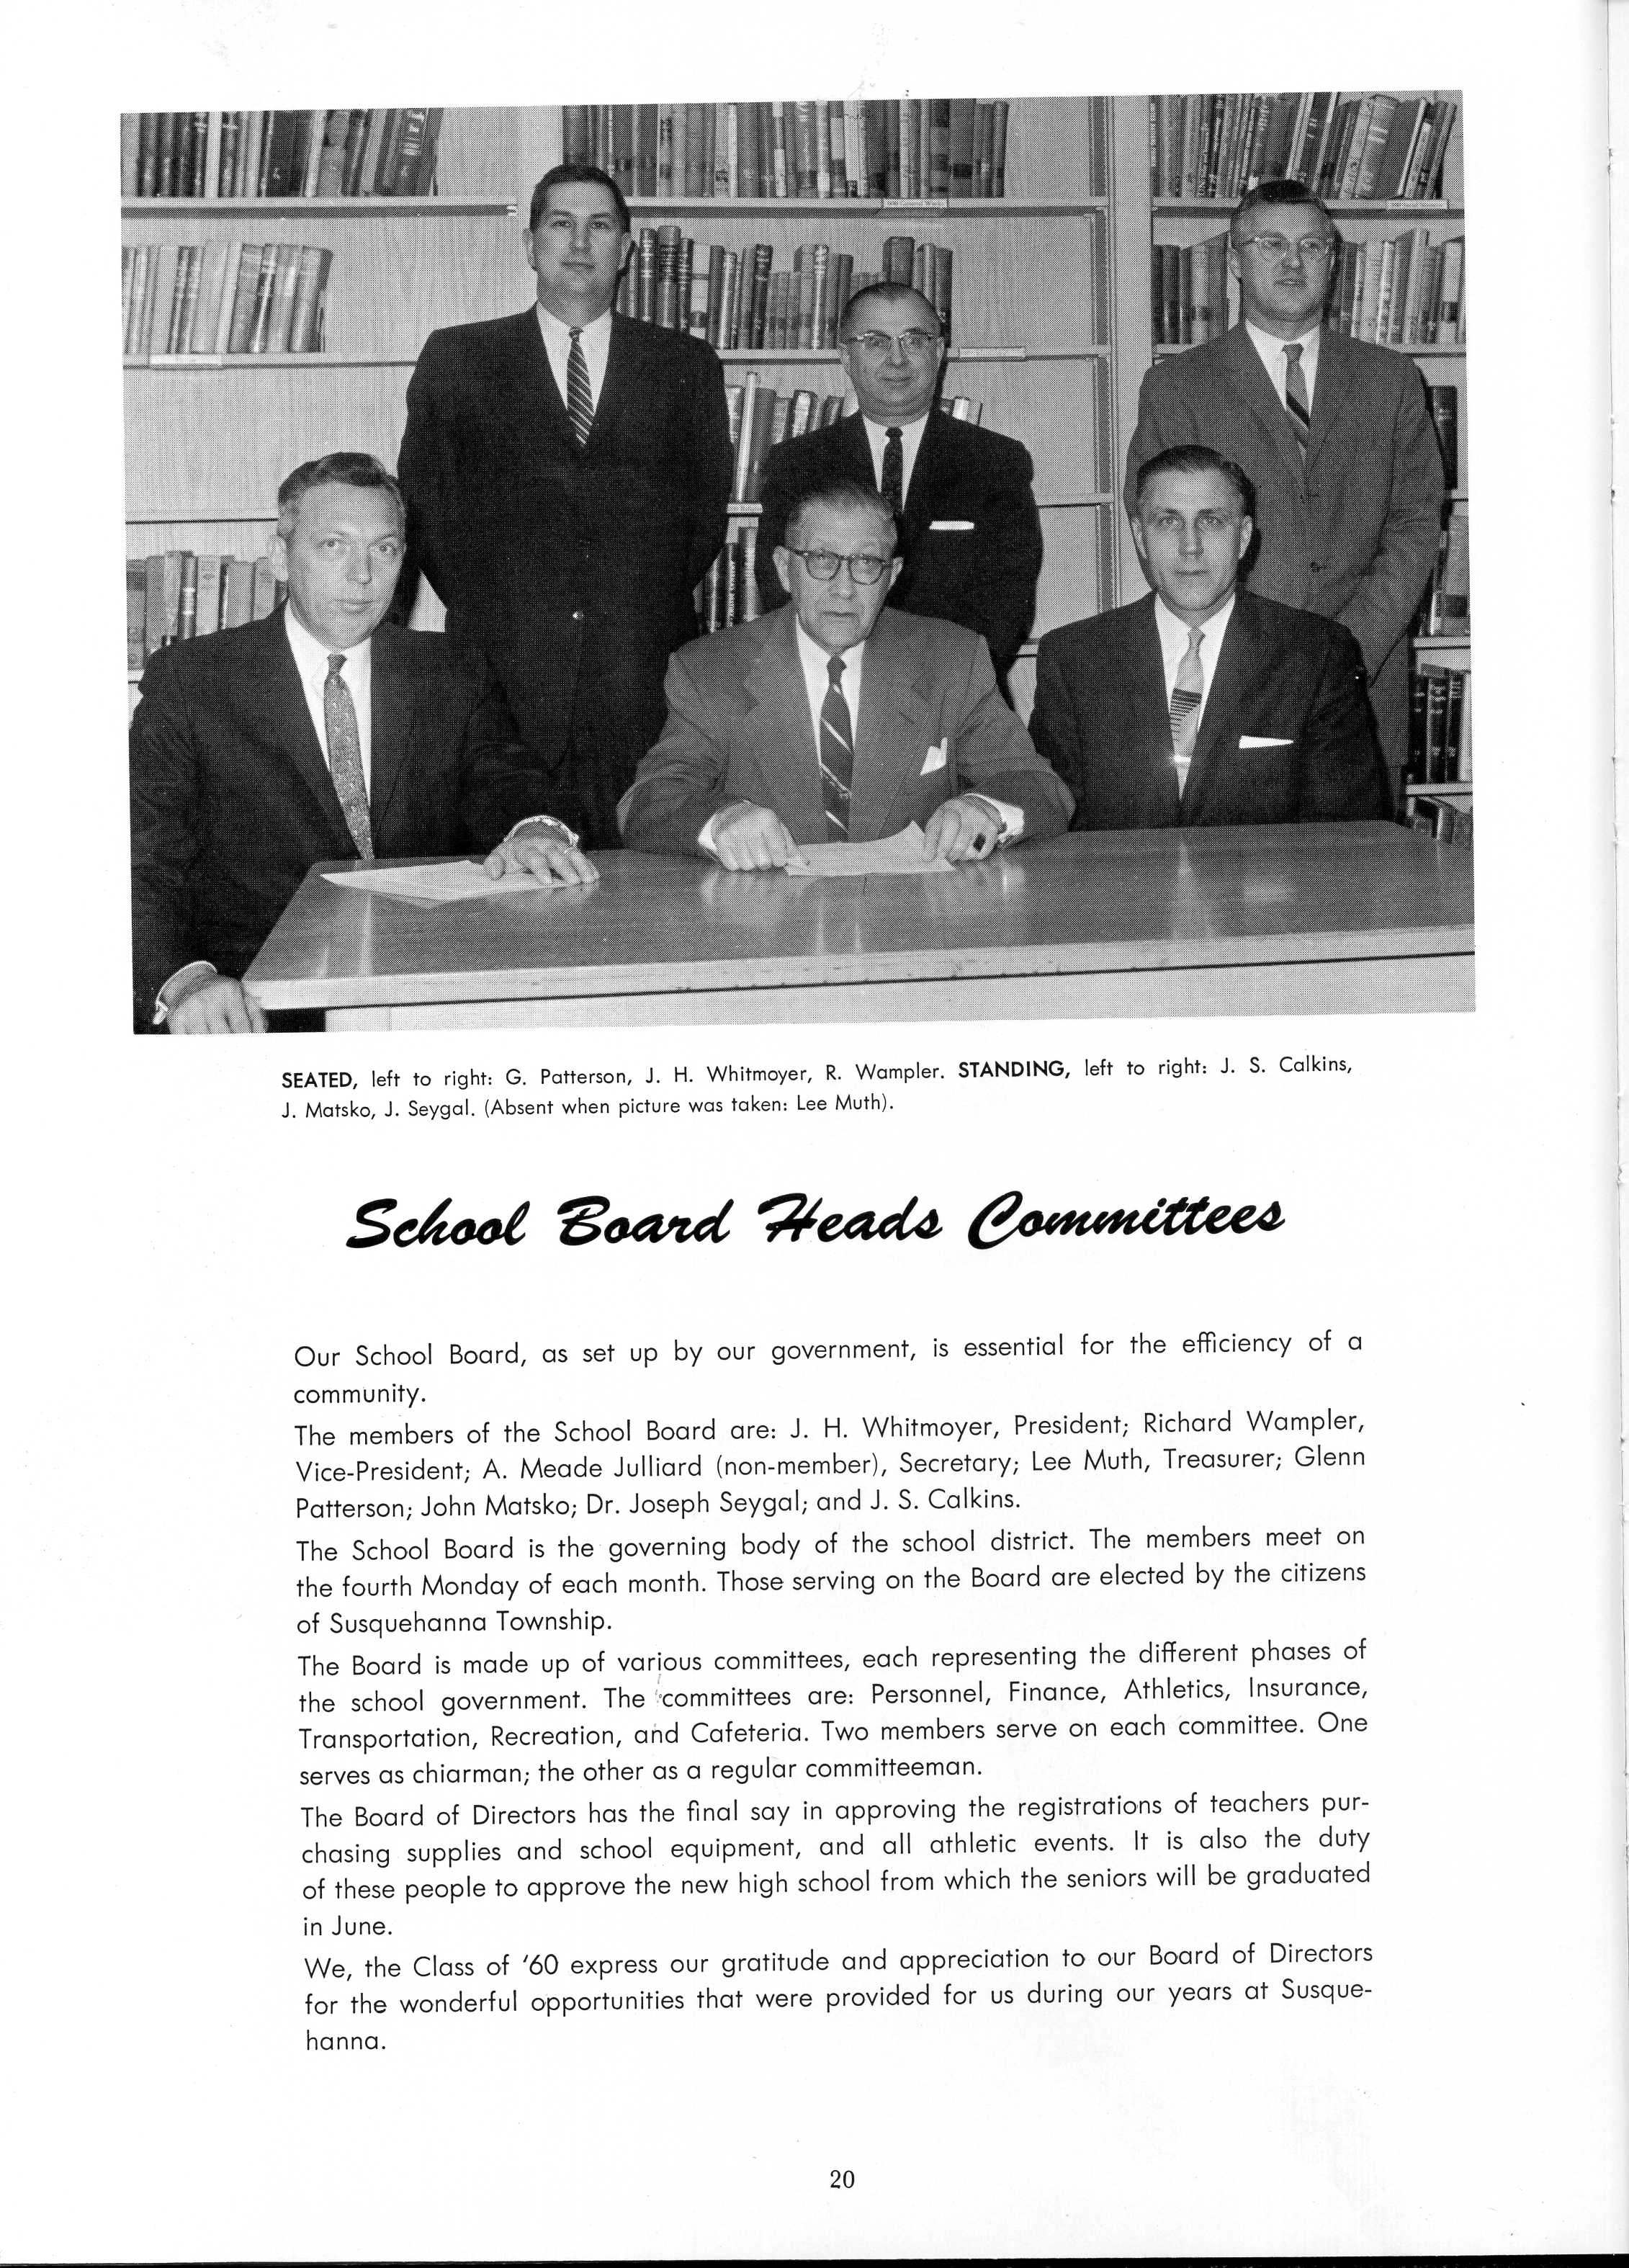 SEATED, left to right: G. Patterson, J. H. Whitmoyer, R. Wampler. STANDING, left to right: J. S. Calkins,
J. Matsko, J. Seygal. (Absent when picture was taken: Lee Muth).
School Board Heads Committees
Our School Board, as set up by our government, is essential for the efficiency of a
community.
The members of the School Board are: J. H. Whitmoyer, President; Richard Wampler,
Vice-President; A. Meade Julliard (non-member), Secretary; Lee Muth, Treasurer; Glenn
Patterson; John Matsko; Dr. Joseph Seygal; and J. S. Calkins.
The School Board is the governing body of the school district. The members meet on
the fourth Monday of each month. Those serving on the Board are elected by the citizens
of Susquehanna Township.
The Board is made up of various committees, each representing the different phases of
the school government. The committees are: Personnel, Finance, Athletics, Insurance,
Transportation, Recreation, and Cafeteria. Two members serve on each committee. One
serves as chiarman; the other as a regular committeeman.
The Board of Directors has the final say in approving the registrations of teachers pur-
chasing supplies and school equipment, and all athletic events. It is also the duty
of these people to approve the new high school from which the seniors will be graduated
in June.
We, the Class of '60 express our gratitude and appreciation to our Board of Directors
for the wonderful opportunities that were provided for us during our years at Susque-
hanna.
20